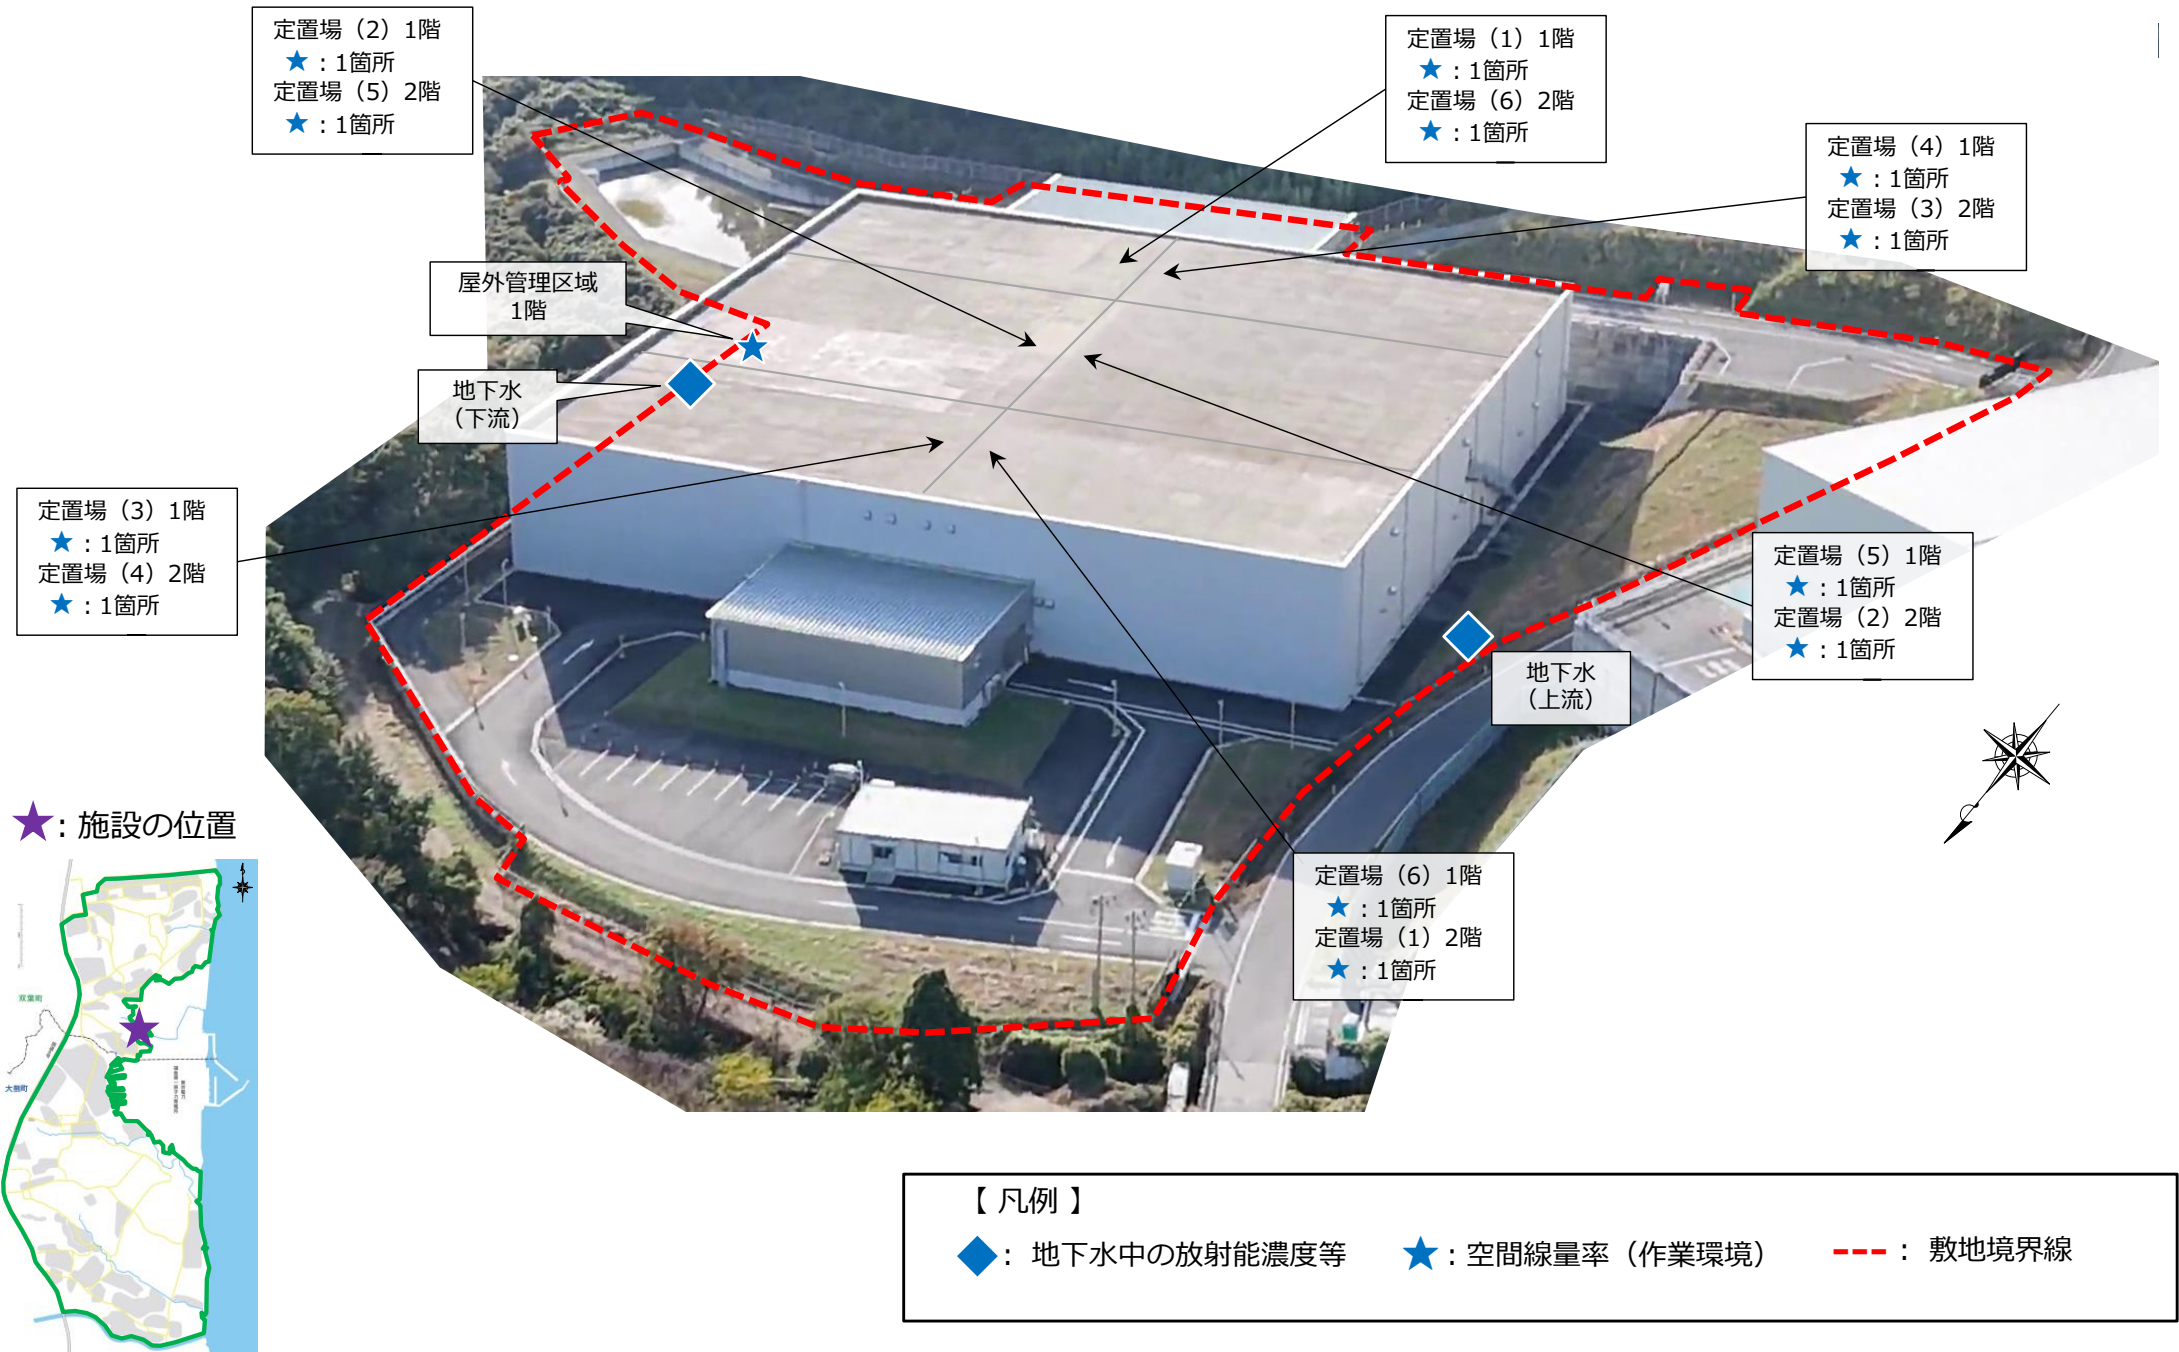 定置場（2）1階
★：1箇所
定置場（5）2階
★：1箇所
定置場（1）1階
★：1箇所
定置場（6）2階
★：1箇所
定置場（4）1階
★：1箇所
定置場（3）2階
★：1箇所
屋外管理区域
1階
地下水
（下流）
定置場（3）1階
★：1箇所
定置場（4）2階
★：1箇所
定置場（5）1階
★：1箇所
定置場（2）2階
★：1箇所
地下水
（上流）
定置場（6）1階
★：1箇所
定置場（1）2階
★：1箇所
★：施設の位置
双葉町
大熊町
【 凡例 】
◆： 地下水中の放射能濃度等
★：空間線量率（作業環境）
---： 敷地境界線